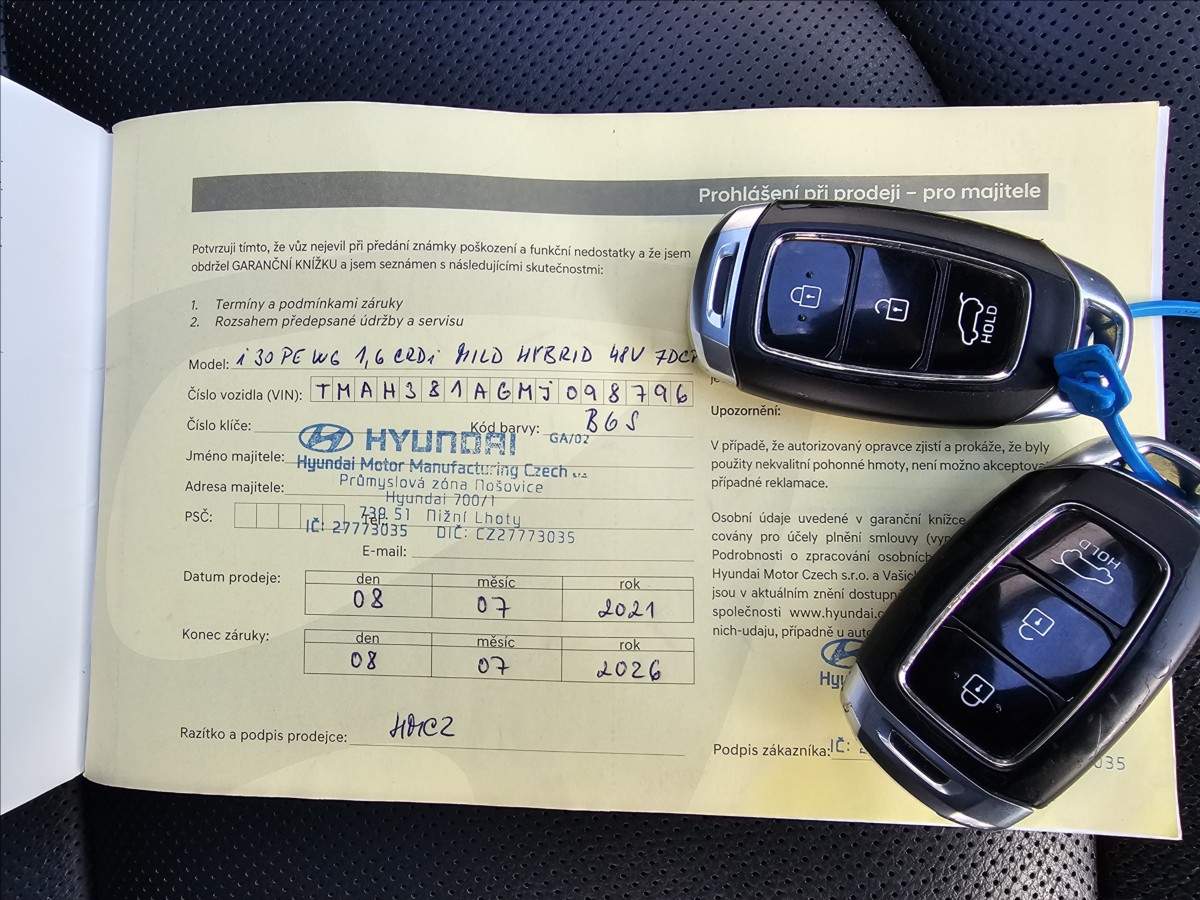 Prohlášení při prodeji – pro majitele
Potvrzuji tímto, že vůz nejevil při předání známky poškození a funkční nedostatky a že jsem
obdržel GARANČNÍ KNÍŽKU a jsem seznámen s následujícími skutečnostmi:
1. Termíny a podmínkami záruky
2. Rozsahem předepsané údržby a servisu
Model: i 30 PE WG 1,6 CRDi MILD HYBRID 48V 7DCT
Číslo vozidla (VIN): TMAH381AGMJ098796
Číslo klíče:
Kód barvy: B6S
GA/02
HYUNDAI
Jméno majitele:
Hyundai Motor Manufacturing Czech s.r.o.
Průmyslová zóna Nošovice
Adresa majitele:
Hyundai 700/1
PSČ:
Tel.:
739 51 Nižní Lhoty
IČ: 27773035 DIČ: CZ27773035
E-mail:
Datum prodeje: den měsíc rok
08 07 2021
Konec záruky: den měsíc rok
08 07 2026
Razítko a podpis prodejce: HMCZ
Upozornění:
V případě, že autorizovaný opravce zjistí a prokáže, že byly
použity nekvalitní pohonné hmoty, není možno akceptovat
případné reklamace.
Osobní údaje uvedené v garanční knížce
covány pro účely plnění smlouvy
Podrobnosti o zpracování osobních
Hyundai Motor Czech s.r.o. a
jsou v aktuálním znění
společnosti www.hyundai.
nich-udaju, případně u
Podpis zákazníka: IČ: 2
035
HOLD
HOLD